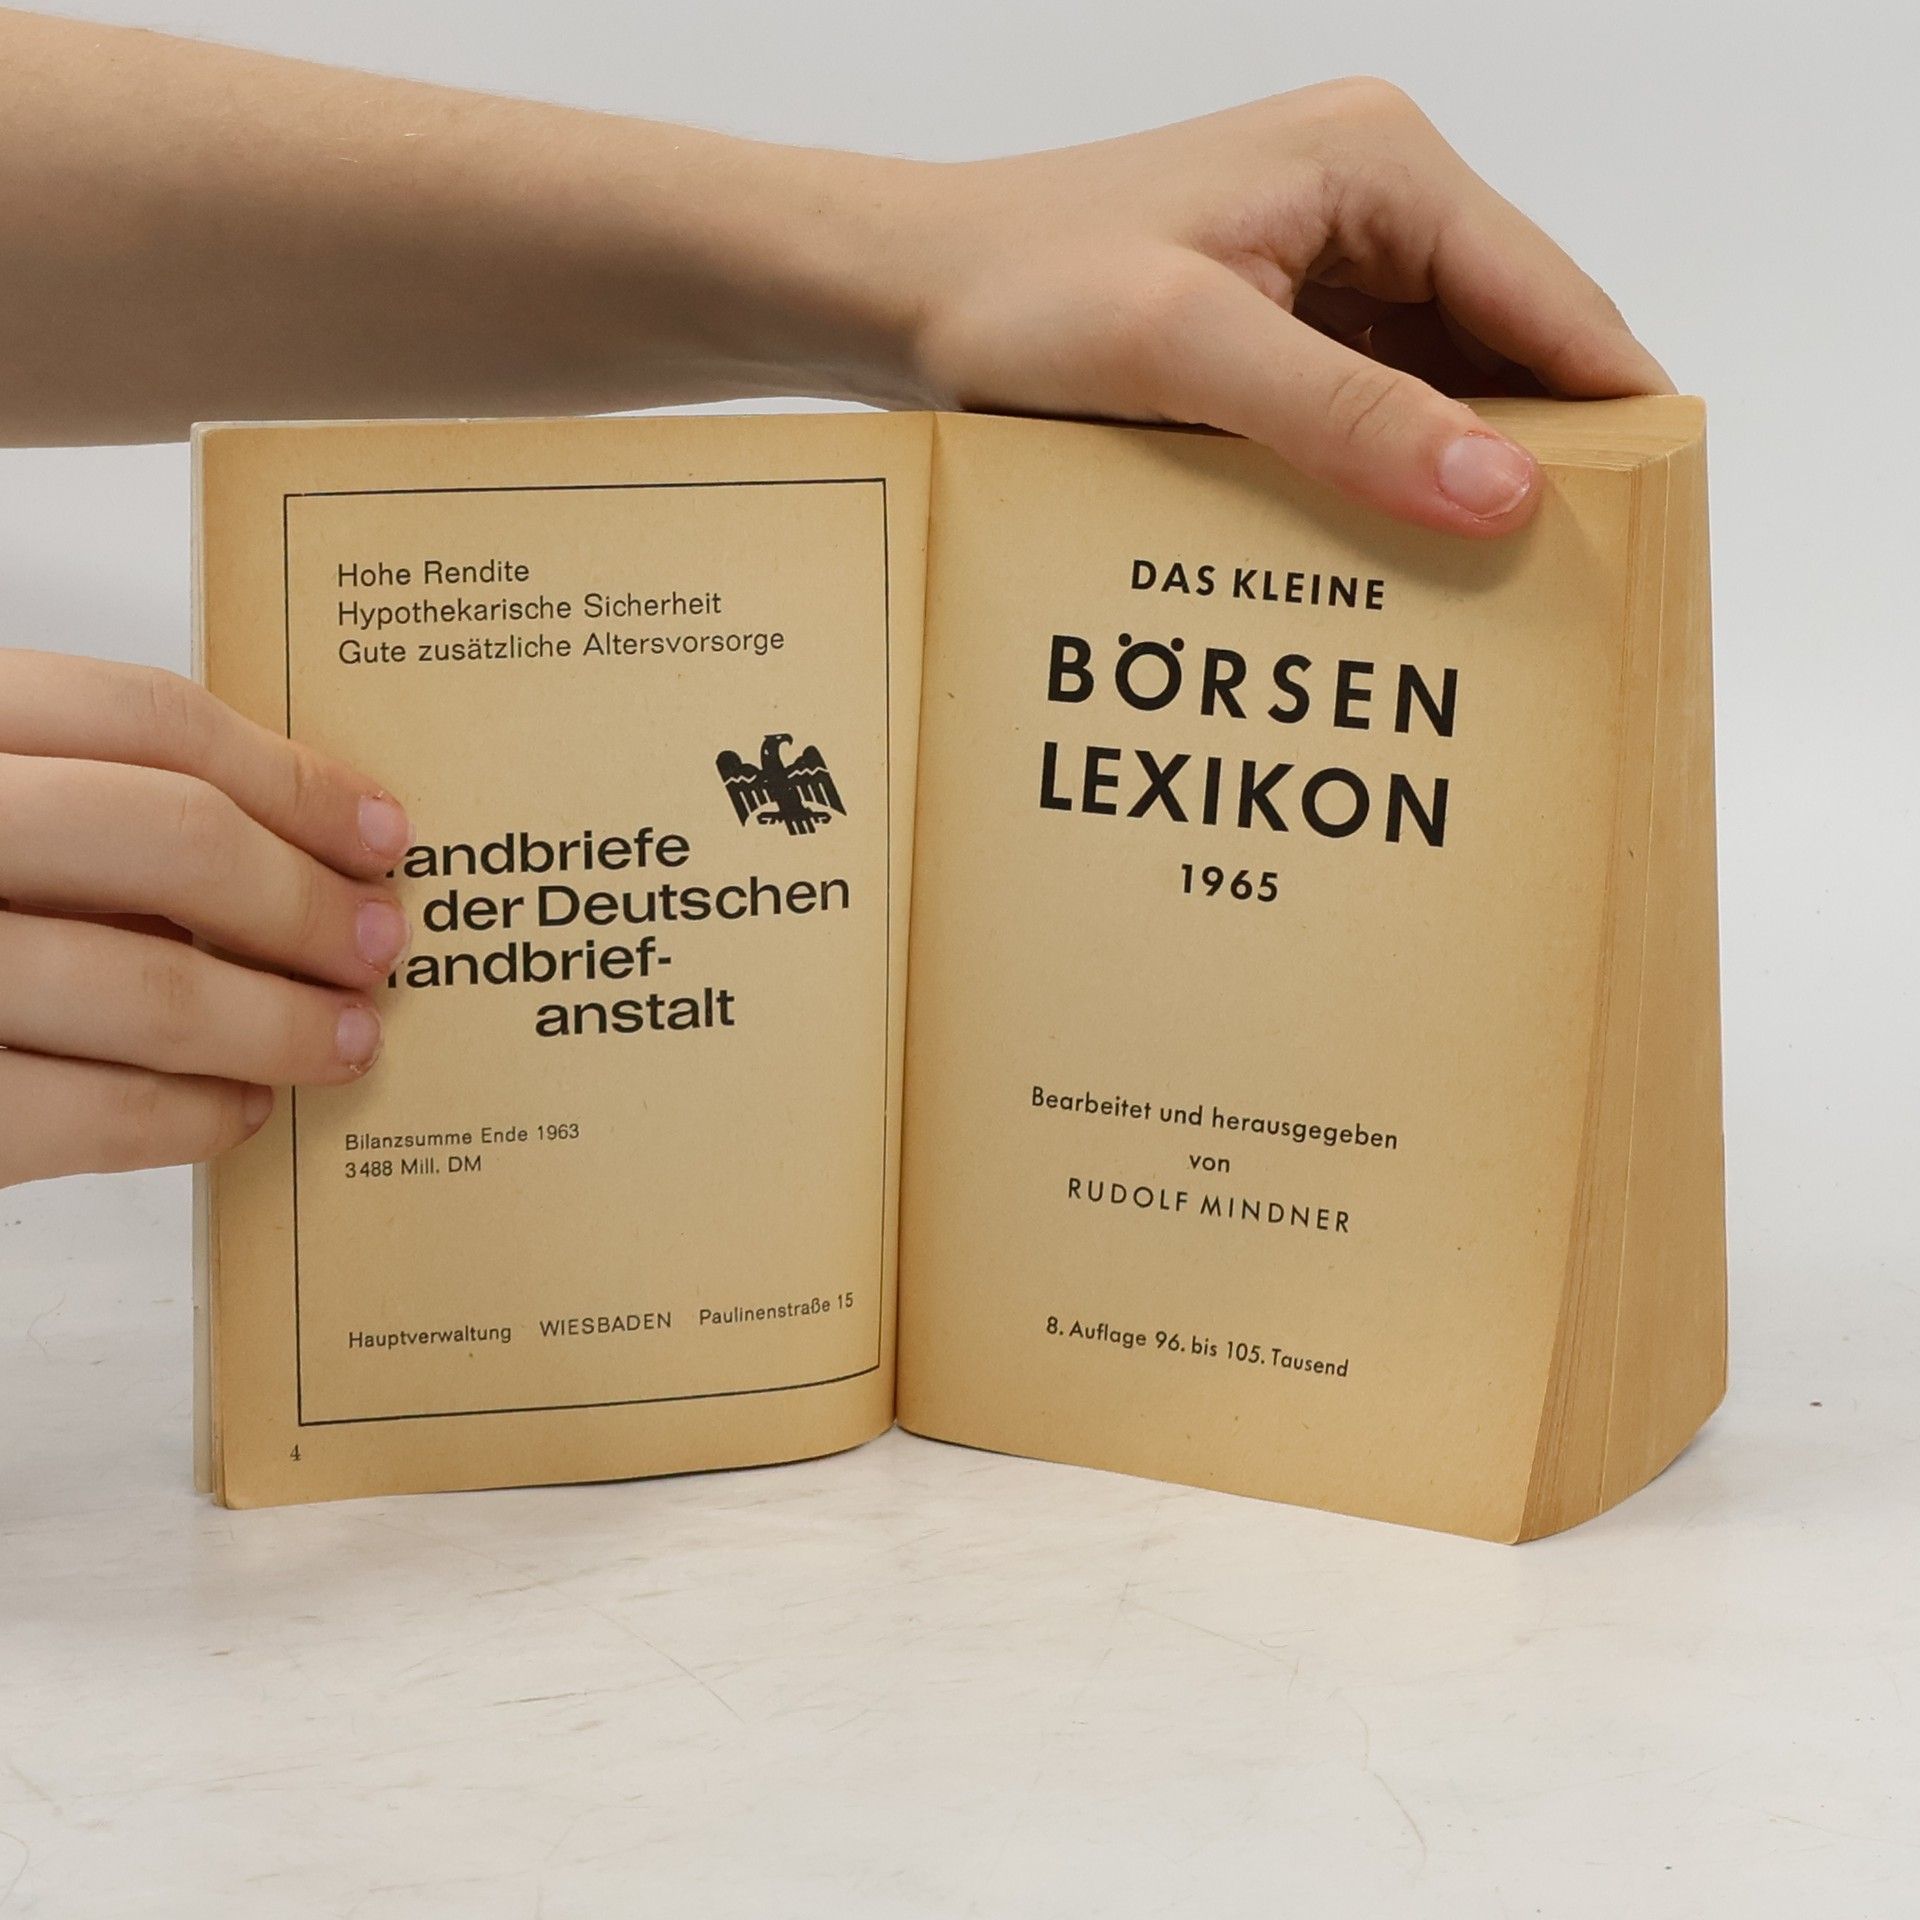 Hohe Rendite
Hypothekarische Sicherheit
Gute zusätzliche Altersvorsorge
der Deutschen
anstalt
Bilanzsumme Ende 1963
3488 Mill. DM
Hauptverwaltung WIESBADEN Paulinenstraße 15
4
DAS KLEINE
BÖRSEN
LEXIKON
1965
Bearbeitet und herausgegeben
von
RUDOLF MINDNER
8. Auflage 96. bis 105. Tausend